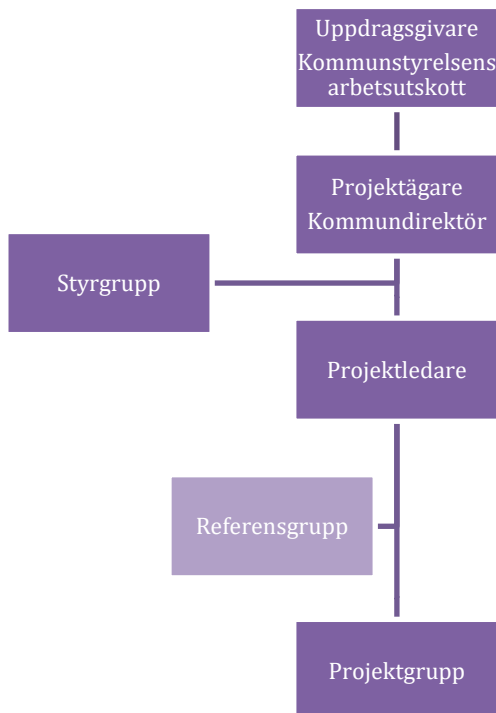 Uppdragsgivare
Kommunstyrelsens
arbetsutskott
Projektägare
Kommundirektör
Styrgrupp
Projektledare
Referensgrupp
Projektgrupp